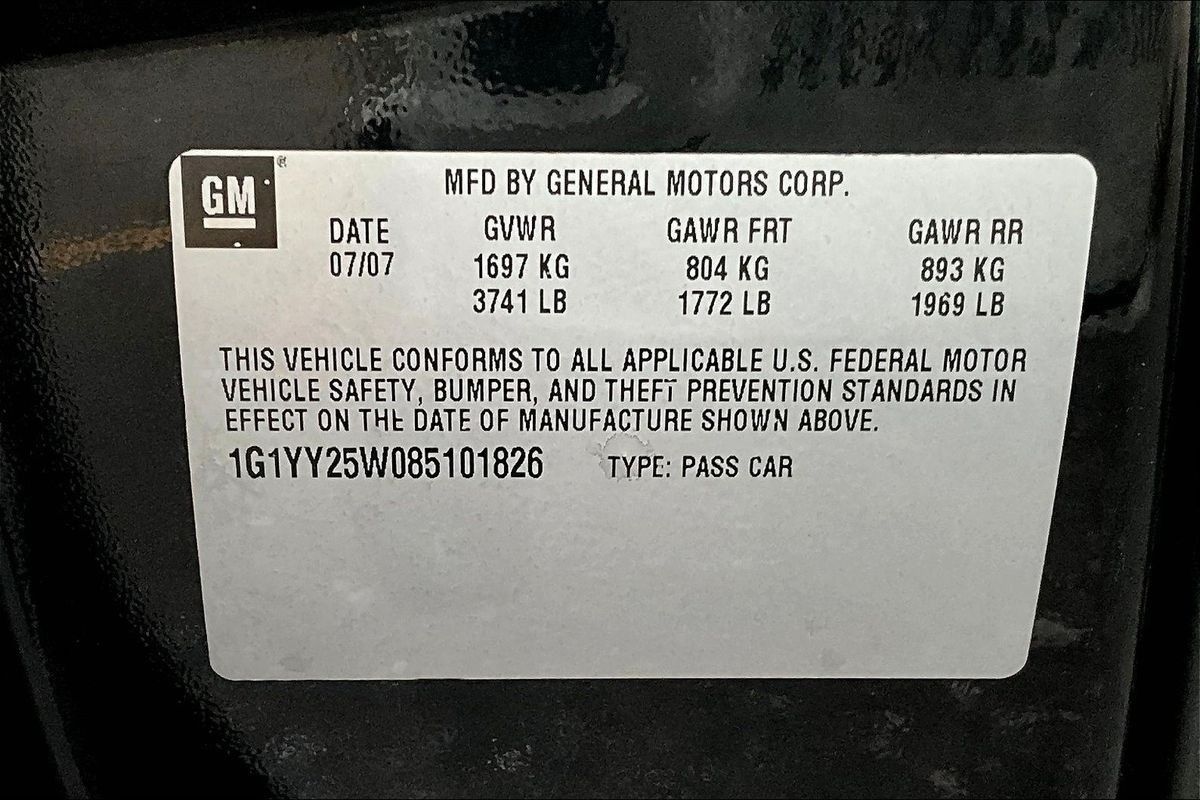 GM ®
MFD BY GENERAL MOTORS CORP.
DATE GVWR GAWR FRT GAWR RR
07/07 1697 KG 804 KG 893 KG
3741 LB 1772 LB 1969 LB
THIS VEHICLE CONFORMS TO ALL APPLICABLE U.S. FEDERAL MOTOR
VEHICLE SAFETY, BUMPER, AND THEFT PREVENTION STANDARDS IN
EFFECT ON THE DATE OF MANUFACTURE SHOWN ABOVE.
1G1YY25W085101826 TYPE: PASS CAR